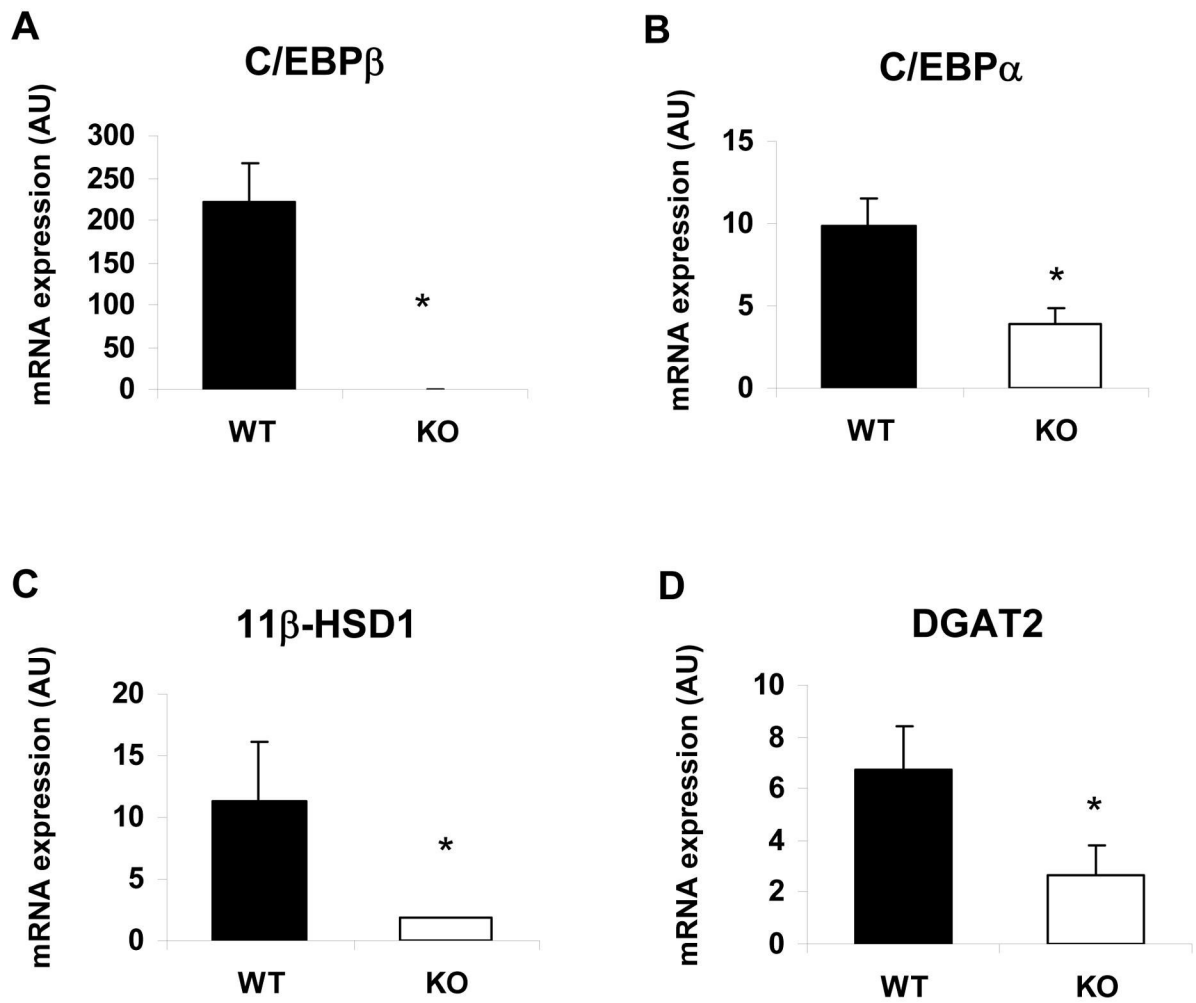 A
C/EBPβ
mRNA expression (AU)
300
250
200
150
100
50
0
*
WT KO
B
C/EBPα
mRNA expression (AU)
15
10
5
0
*
WT KO
C
11β-HSD1
mRNA expression (AU)
20
15
10
5
0
*
WT KO
D
DGAT2
mRNA expression (AU)
10
8
6
4
2
0
*
WT KO